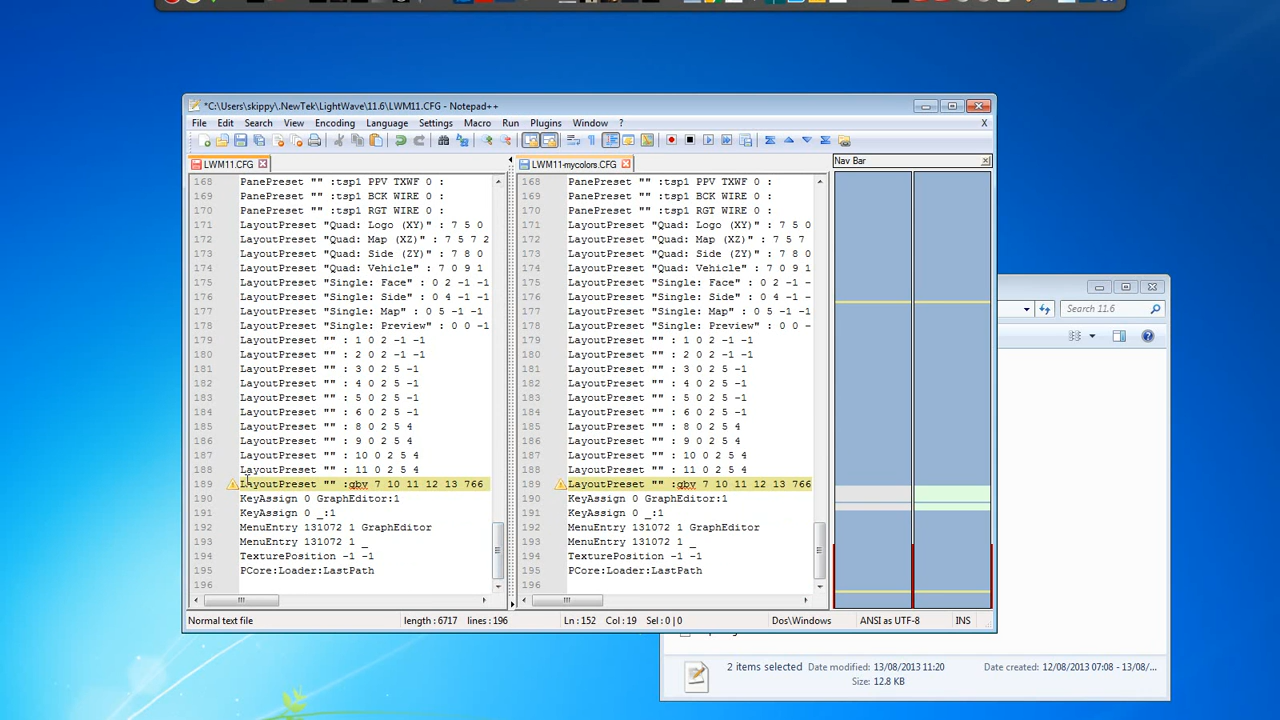 *C:\Users\skippy\.NewTek\LightWave\11.6\LWM11.CFG - Notepad++
File Edit Search View Encoding Language Settings Macro Run Plugins Window ? X
LWM11.CFG
LWM11-mycolors.CFG
Nav Bar
168 PanePreset "" :tsp1 PPV TXWF 0 :
169 PanePreset "" :tsp1 BCK WIRE 0 :
170 PanePreset "" :tsp1 RGT WIRE 0 :
171 LayoutPreset "Quad: Logo (XY)" : 7 5 0
172 LayoutPreset "Quad: Map (XZ)" : 7 5 7 2
173 LayoutPreset "Quad: Side (ZY)" : 7 8 0
174 LayoutPreset "Quad: Vehicle" : 7 0 9 1
175 LayoutPreset "Single: Face" : 0 2 -1 -1
176 LayoutPreset "Single: Side" : 0 4 -1 -1
177 LayoutPreset "Single: Map" : 0 5 -1 -1
178 LayoutPreset "Single: Preview" : 0 0 -1
179 LayoutPreset "" : 1 0 2 -1 -1
180 LayoutPreset "" : 2 0 2 -1 -1
181 LayoutPreset "" : 3 0 2 5 -1
182 LayoutPreset "" : 4 0 2 5 -1
183 LayoutPreset "" : 5 0 2 5 -1
184 LayoutPreset "" : 6 0 2 5 -1
185 LayoutPreset "" : 8 0 2 5 4
186 LayoutPreset "" : 9 0 2 5 4
187 LayoutPreset "" : 10 0 2 5 4
188 LayoutPreset "" : 11 0 2 5 4
189 LayoutPreset "" :qbv 7 10 11 12 13 766
190 KeyAssign 0 GraphEditor:1
191 KeyAssign 0 _:1
192 MenuEntry 131072 1 GraphEditor
193 MenuEntry 131072 1 _
194 TexturePosition -1 -1
195 PCore:Loader:LastPath
196
168 PanePreset "" :tsp1 PPV TXWF 0 :
169 PanePreset "" :tsp1 BCK WIRE 0 :
170 PanePreset "" :tsp1 RGT WIRE 0 :
171 LayoutPreset "Quad: Logo (XY)" : 7 5 0
172 LayoutPreset "Quad: Map (XZ)" : 7 5 7
173 LayoutPreset "Quad: Side (ZY)" : 7 8 0
174 LayoutPreset "Quad: Vehicle" : 7 0 9 1
175 LayoutPreset "Single: Face" : 0 2 -1 -1
176 LayoutPreset "Single: Side" : 0 4 -1 -1
177 LayoutPreset "Single: Map" : 0 5 -1 -1
178 LayoutPreset "Single: Preview" : 0 0 -
179 LayoutPreset "" : 1 0 2 -1 -1
180 LayoutPreset "" : 2 0 2 -1 -1
181 LayoutPreset "" : 3 0 2 5 -1
182 LayoutPreset "" : 4 0 2 5 -1
183 LayoutPreset "" : 5 0 2 5 -1
184 LayoutPreset "" : 6 0 2 5 -1
185 LayoutPreset "" : 8 0 2 5 4
186 LayoutPreset "" : 9 0 2 5 4
187 LayoutPreset "" : 10 0 2 5 4
188 LayoutPreset "" : 11 0 2 5 4
189 LayoutPreset "" :qbv 7 10 11 12 13 766
190 KeyAssign 0 GraphEditor:1
191 KeyAssign 0 _:1
192 MenuEntry 131072 1 GraphEditor
193 MenuEntry 131072 1 _
194 TexturePosition -1 -1
195 PCore:Loader:LastPath
196
Normal text file length : 6717 lines : 196 Ln : 152 Col : 19 Sel : 0 | 0 Dos\Windows ANSI as UTF-8 INS
Search 11.6
2 items selected Date modified: 13/08/2013 11:20 Date created: 12/08/2013 07:08 - 13/08/...
Size: 12.8 KB